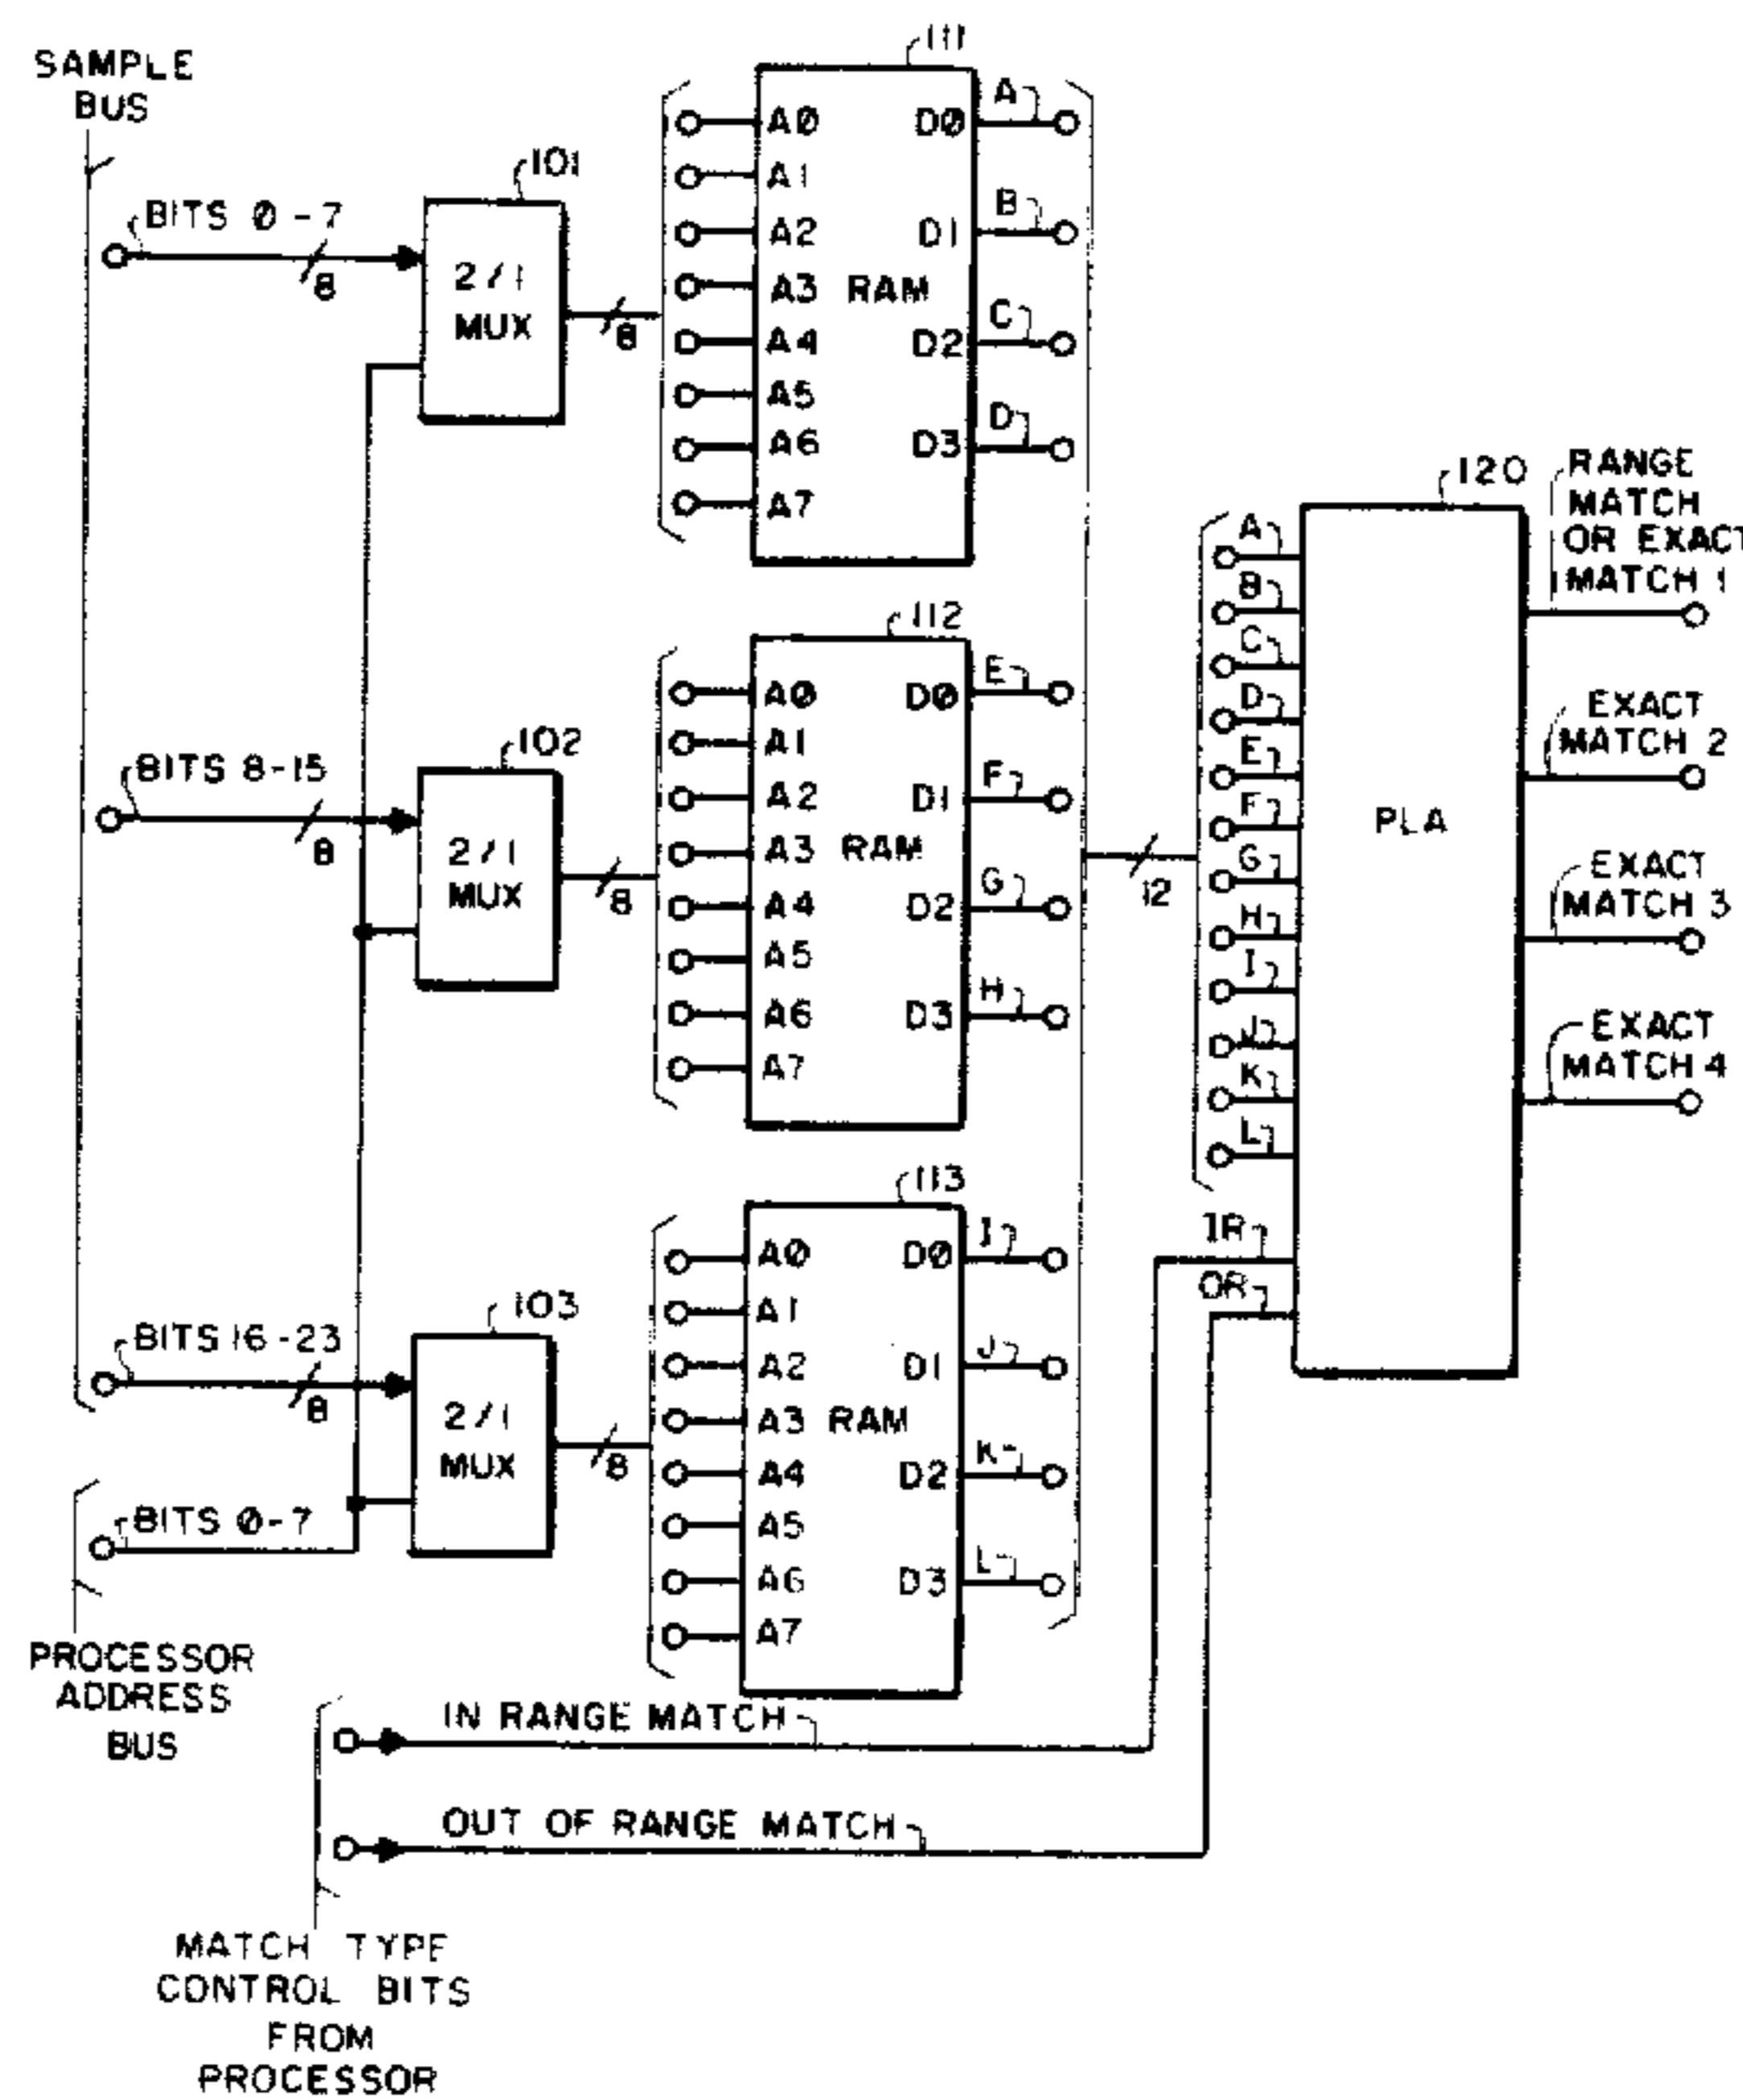 SAMPLE
BUS
BITS 0-7
8
101
2/1
MUX
8
111
A0
A1
A2
A3
A4
A5
A6
A7
RAM
D0
D1
D2
D3
A
B
C
D
BITS 8-15
8
102
2/1
MUX
8
112
A0
A1
A2
A3
A4
A5
A6
A7
RAM
D0
D1
D2
D3
E
F
G
H
BITS 16-23
8
103
2/1
MUX
8
113
A0
A1
A2
A3
A4
A5
A6
A7
RAM
D0
D1
D2
D3
I
J
K
L
BITS 0-7
PROCESSOR
ADDRESS
BUS
12
120
A
B
C
D
E
F
G
H
I
J
K
L
IR
OR
PLA
RANGE
MATCH
OR EXACT
MATCH 1
EXACT
MATCH 2
EXACT
MATCH 3
EXACT
MATCH 4
IN RANGE MATCH
OUT OF RANGE MATCH
MATCH TYPE
CONTROL BITS
FROM
PROCESSOR